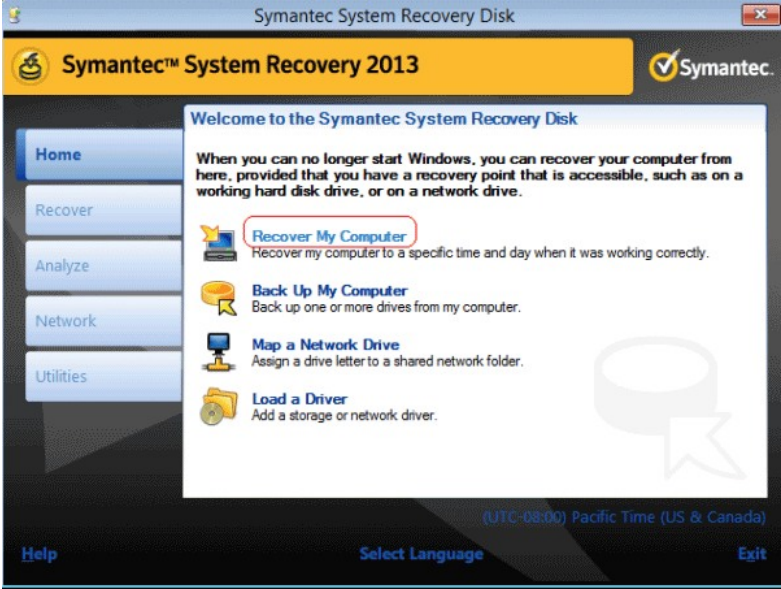 Symantec System Recovery Disk
Symantec™ System Recovery 2013
Symantec.
Welcome to the Symantec System Recovery Disk
Home
Recover
Analyze
Network
Utilities
When you can no longer start Windows, you can recover your computer from
here, provided that you have a recovery point that is accessible, such as on a
working hard disk drive, or on a network drive.
Recover My Computer
Recover my computer to a specific time and day when it was working correctly.
Back Up My Computer
Back up one or more drives from my computer.
Map a Network Drive
Assign a drive letter to a shared network folder.
Load a Driver
Add a storage or network driver.
(UTC-08:00) Pacific Time (US & Canada)
Help
Select Language
Exit